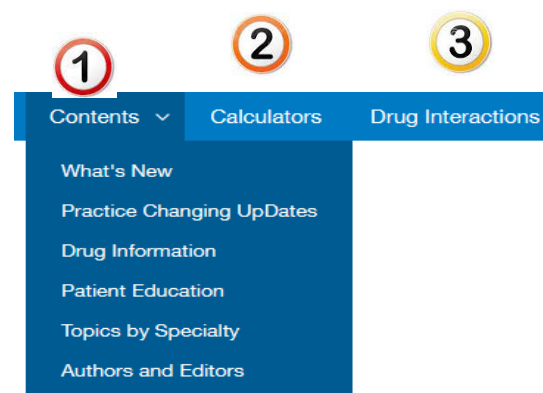 1 2 3
Contents Calculators Drug Interactions
What's New
Practice Changing UpDates
Drug Information
Patient Education
Topics by Specialty
Authors and Editors